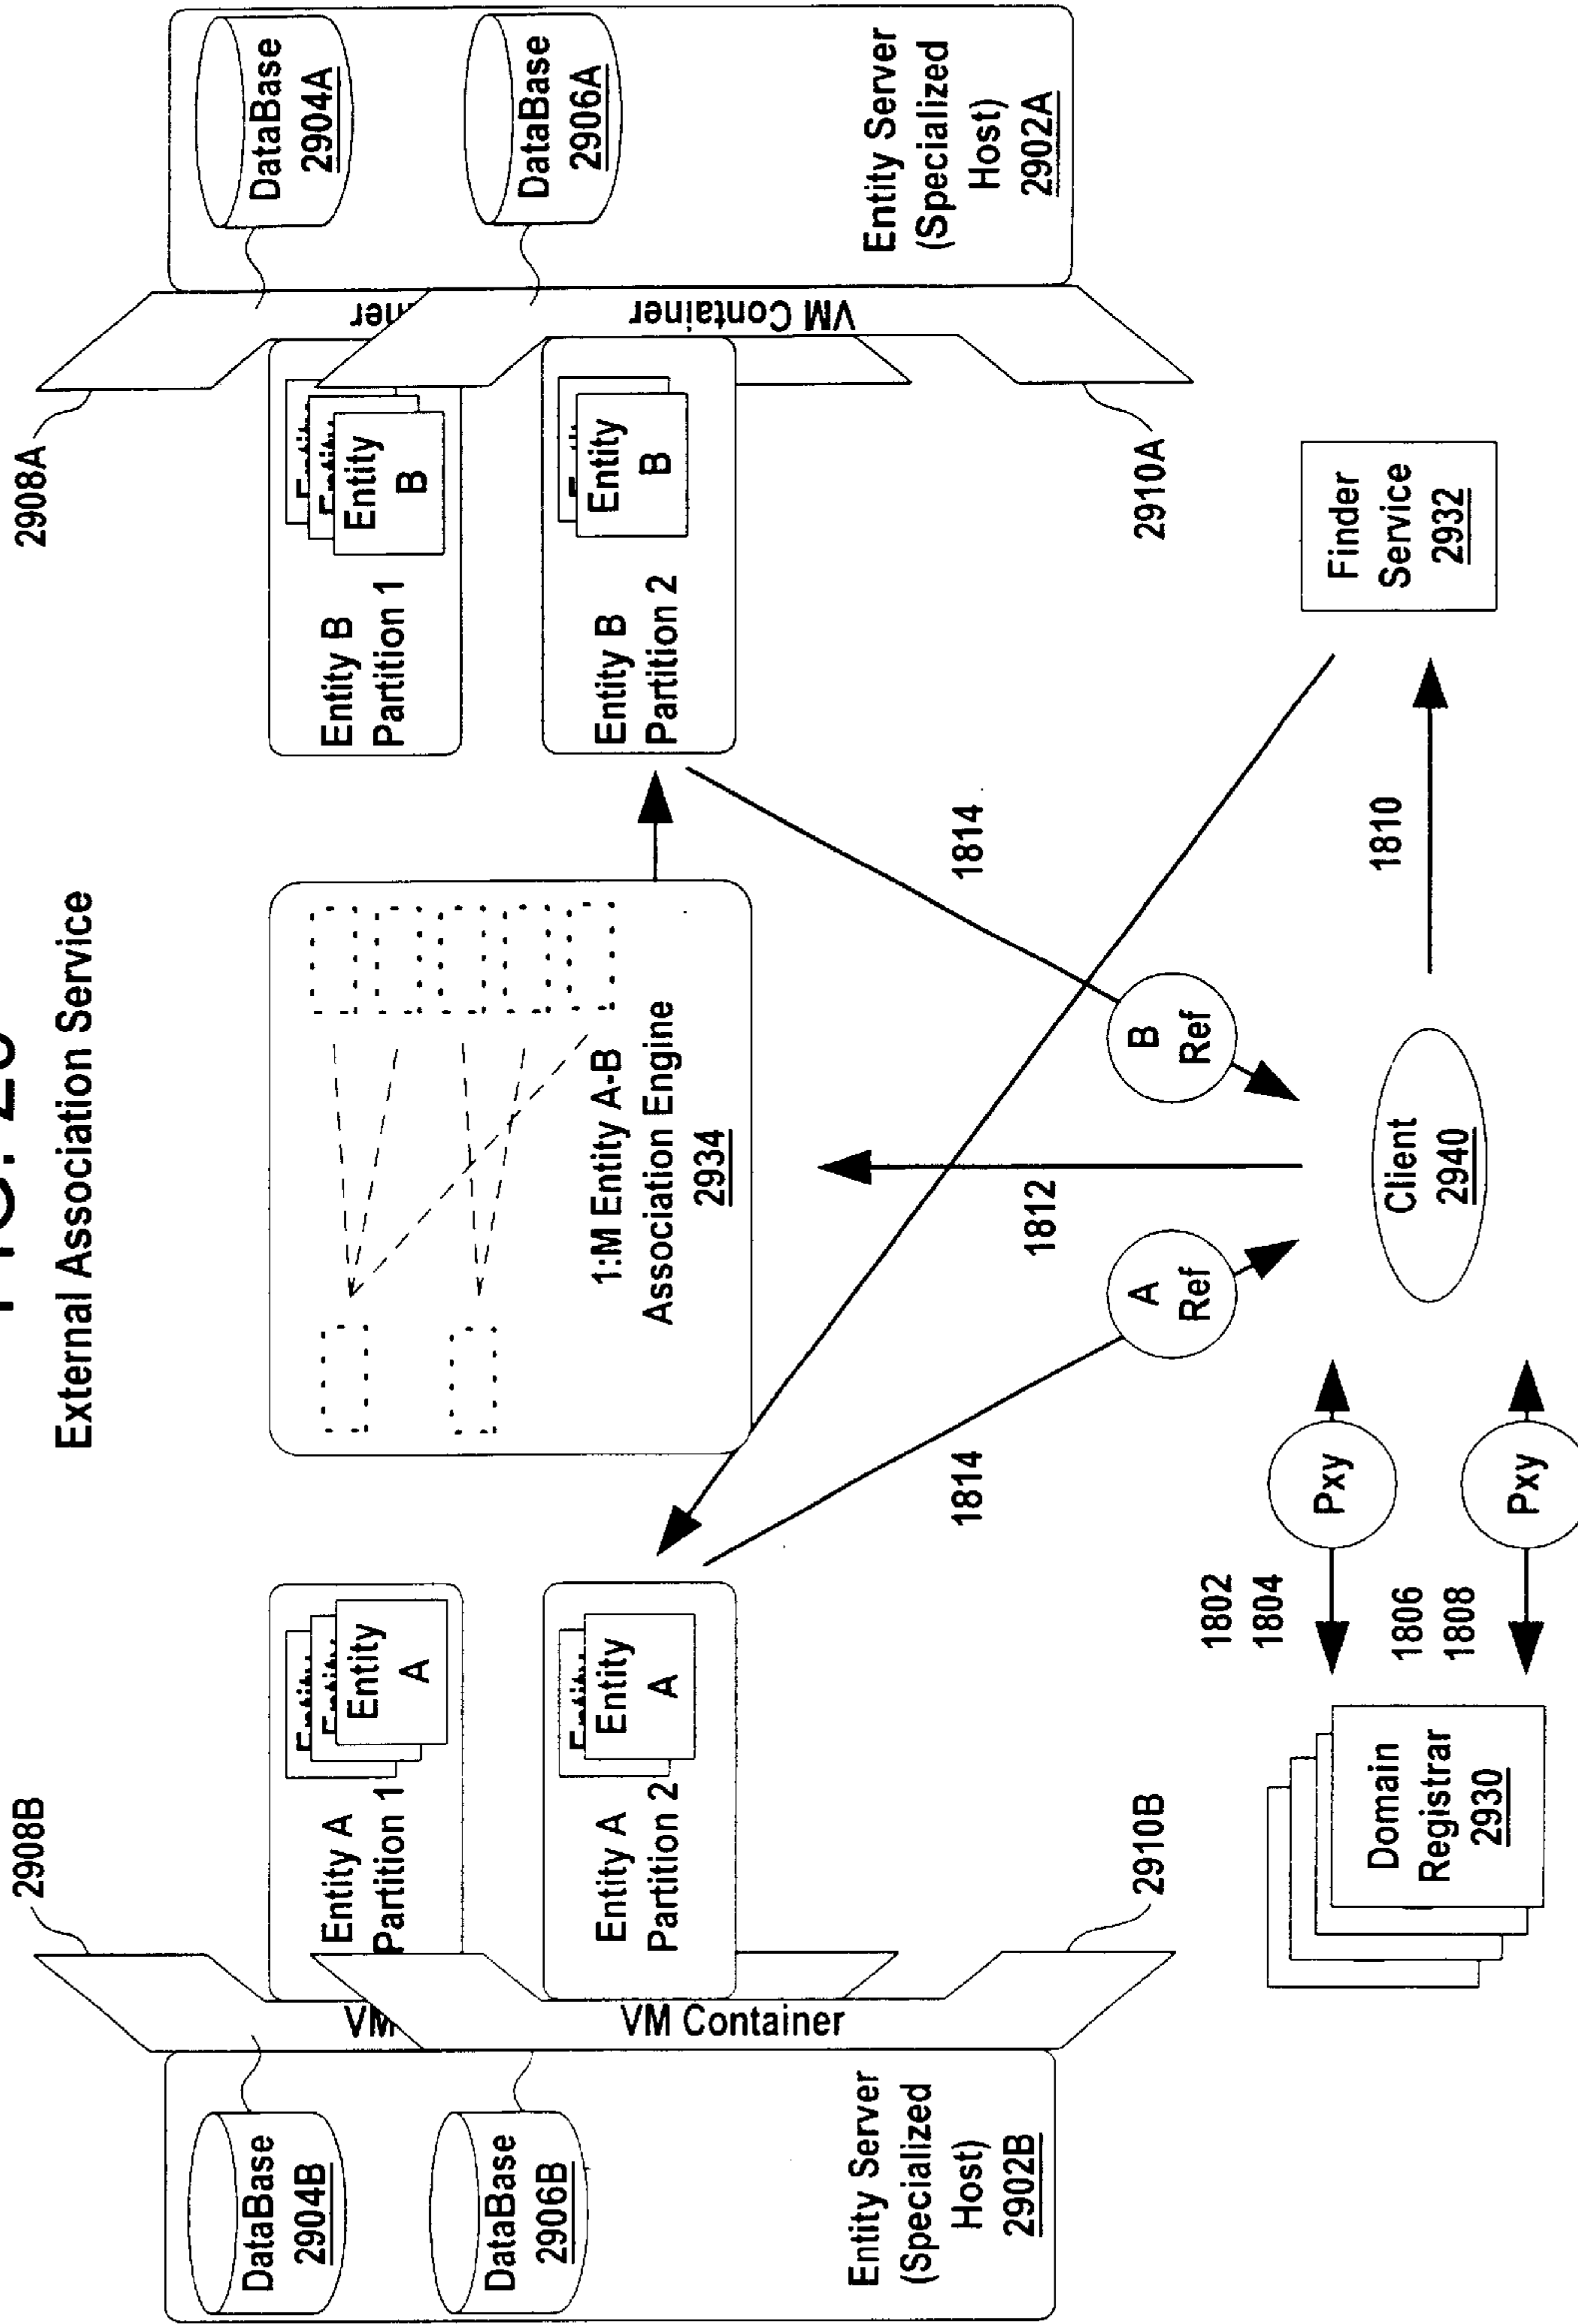 External Association Service
2908B
2908A
DataBase
2904B
VM
Entity A
Partition 1
Entity
A
Entity B
Partition 1
Entity
B
DataBase
2904A
DataBase
2906B
VM Container
Entity A
Partition 2
Entity
A
1:M Entity A-B
Association Engine
2934
Entity B
Partition 2
Entity
B
VM Container
DataBase
2906A
Entity Server
(Specialized
Host)
2902B
2910B
1814
1812
1814
2910A
Entity Server
(Specialized
Host)
2902A
A
Ref
B
Ref
1802
1804
Pxy
1806
1808
Pxy
Domain
Registrar
2930
Client
2940
1810
Finder
Service
2932